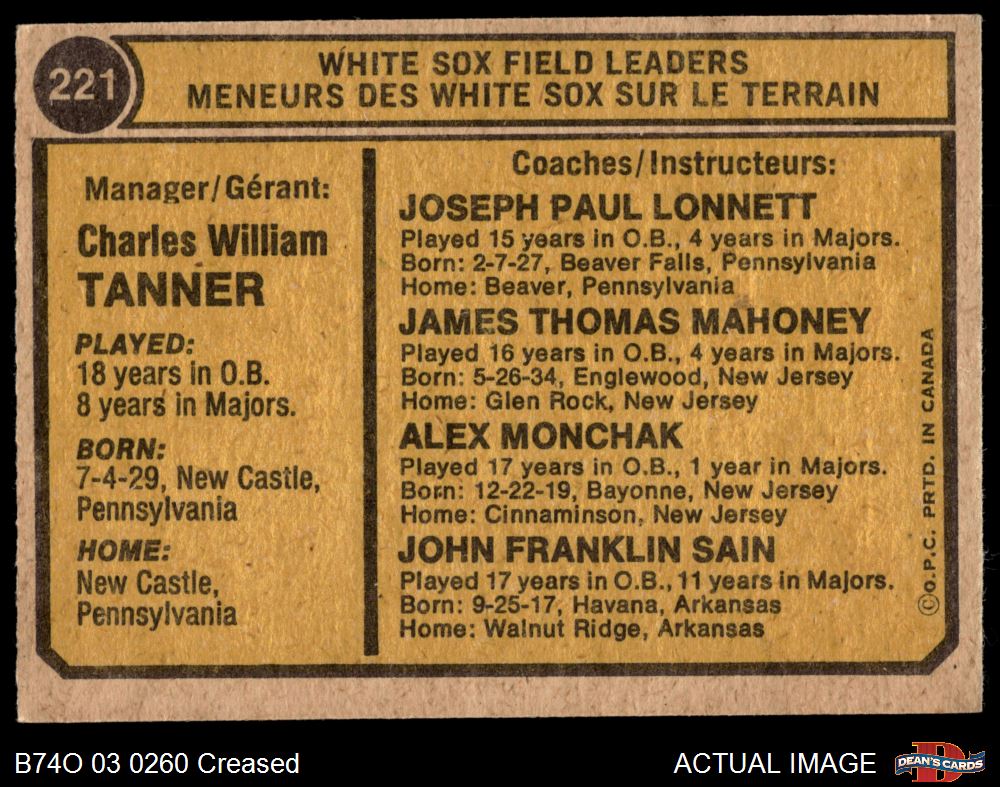 221
WHITE SOX FIELD LEADERS
MENEURS DES WHITE SOX SUR LE TERRAIN
Manager/Gérant:
Charles William
TANNER
PLAYED:
18 years in O.B.
8 years in Majors.
BORN:
7-4-29, New Castle,
Pennsylvania
HOME:
New Castle,
Pennsylvania
Coaches/Instructeurs:
JOSEPH PAUL LONNETT
Played 15 years in O.B., 4 years in Majors.
Born: 2-7-27, Beaver Falls, Pennsylvania
Home: Beaver, Pennsylvania
JAMES THOMAS MAHONEY
Played 16 years in O.B., 4 years in Majors.
Born: 5-26-34, Englewood, New Jersey
Home: Glen Rock, New Jersey
ALEX MONCHAK
Played 17 years in O.B., 1 year in Majors.
Born: 12-22-19, Bayonne, New Jersey
Home: Cinnaminson, New Jersey
JOHN FRANKLIN SAIN
Played 17 years in O.B., 11 years in Majors.
Born: 9-25-17, Havana, Arkansas
Home: Walnut Ridge, Arkansas
©O.P.C. PRTD. IN CANADA
B74O 03 0260 Creased
ACTUAL IMAGE
DEAN'S CARDS